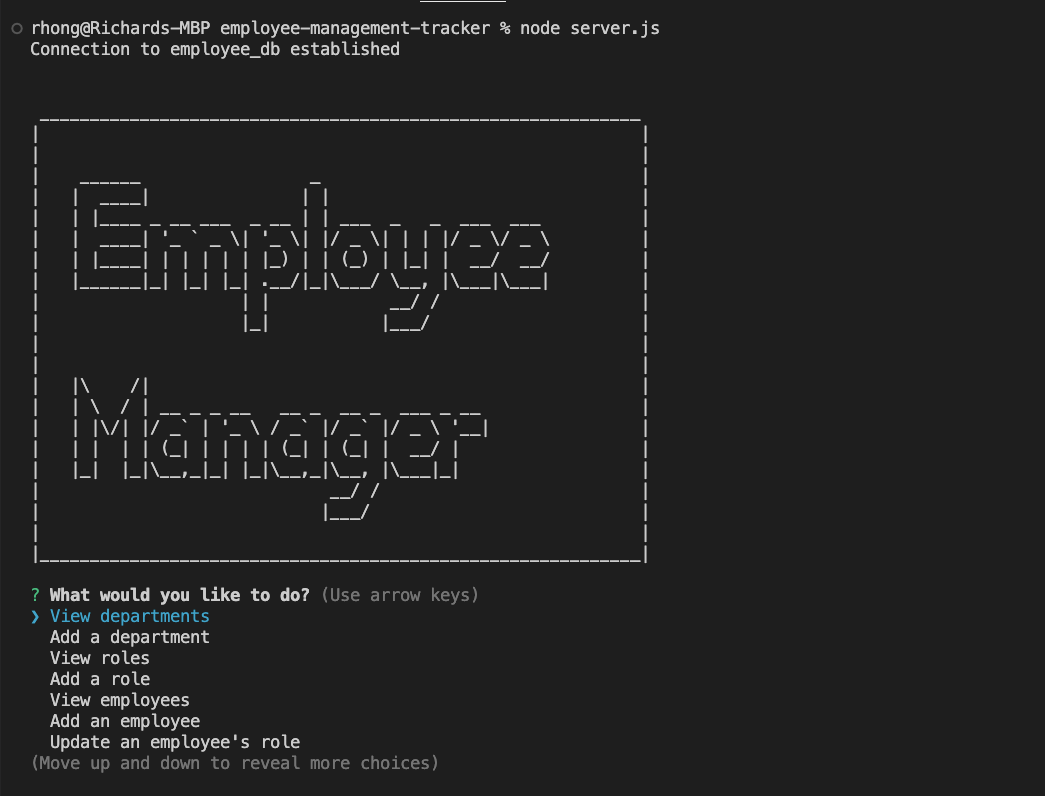 rhong@Richards-MBP employee-management-tracker % node server.js
Connection to employee_db established
Employee
Manager
? What would you like to do? (Use arrow keys)
❯ View departments
Add a department
View roles
Add a role
View employees
Add an employee
Update an employee's role
(Move up and down to reveal more choices)